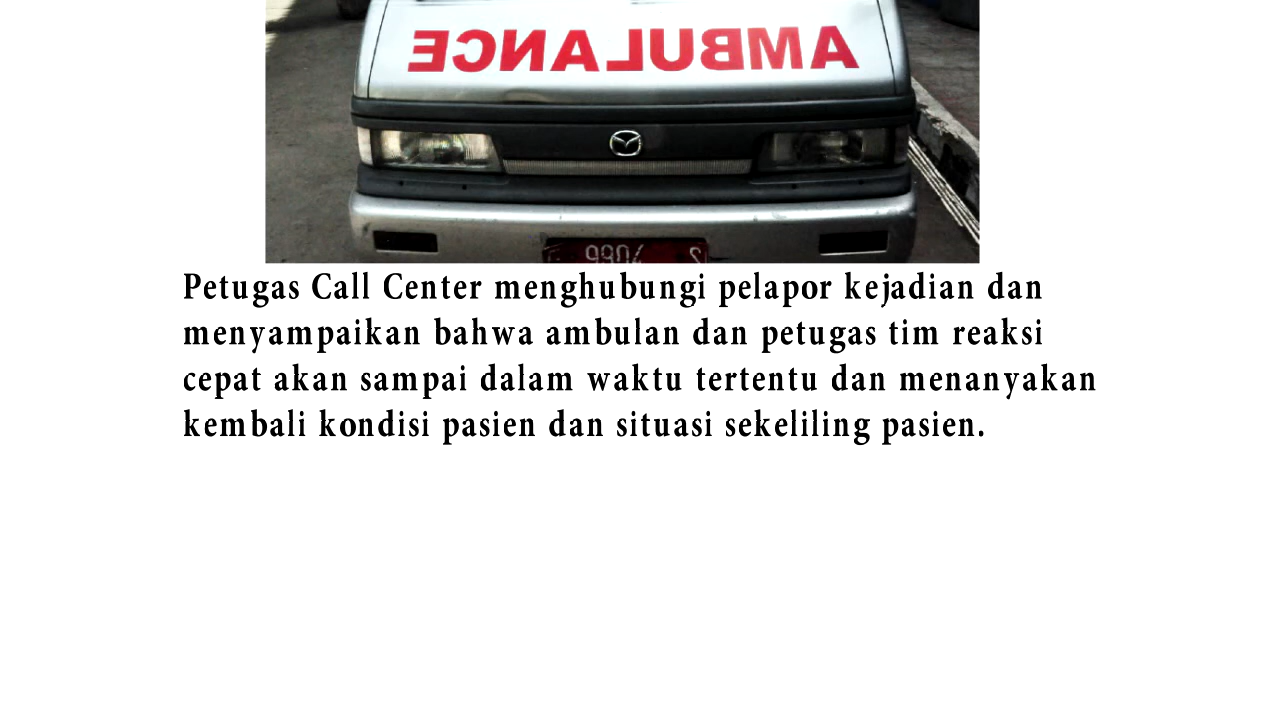 AMBULANCE
Petugas Call Center menghubungi pelapor kejadian dan
menyampaikan bahwa ambulan dan petugas tim reaksi
cepat akan sampai dalam waktu tertentu dan menanyakan
kembali kondisi pasien dan situasi sekeliling pasien.